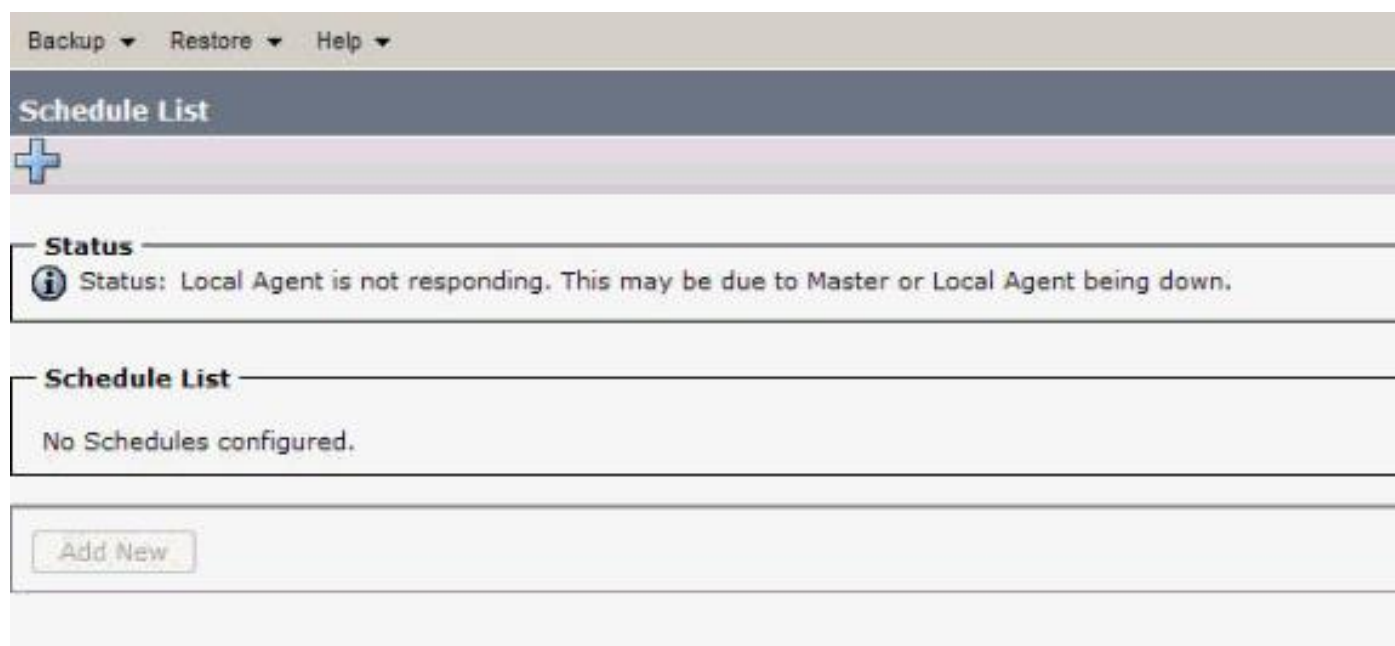 Backup Restore Help
Schedule List
Status
Status: Local Agent is not responding. This may be due to Master or Local Agent being down.
Schedule List
No Schedules configured.
Add New